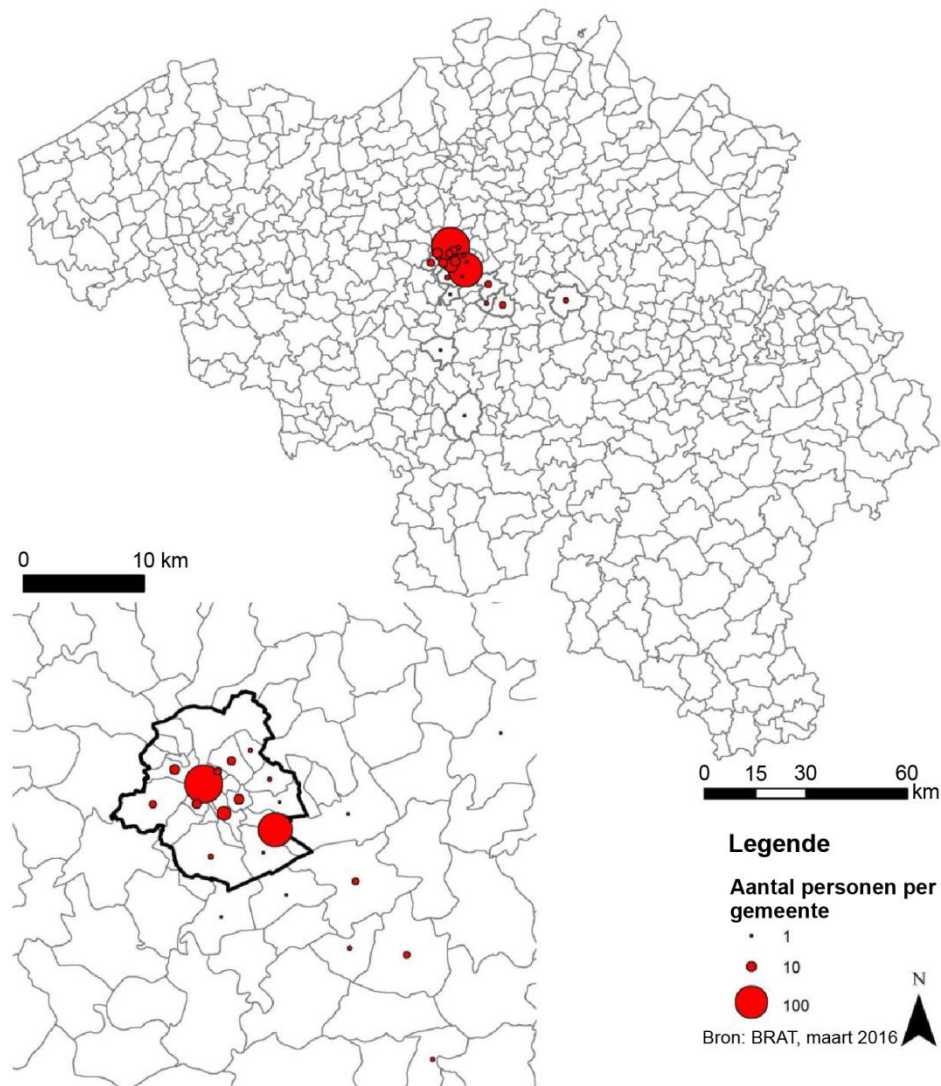 0 10 km
0 15 30 60
km
Legende
Aantal personen per
gemeente
1
10
100
N
Bron: BRAT, maart 2016